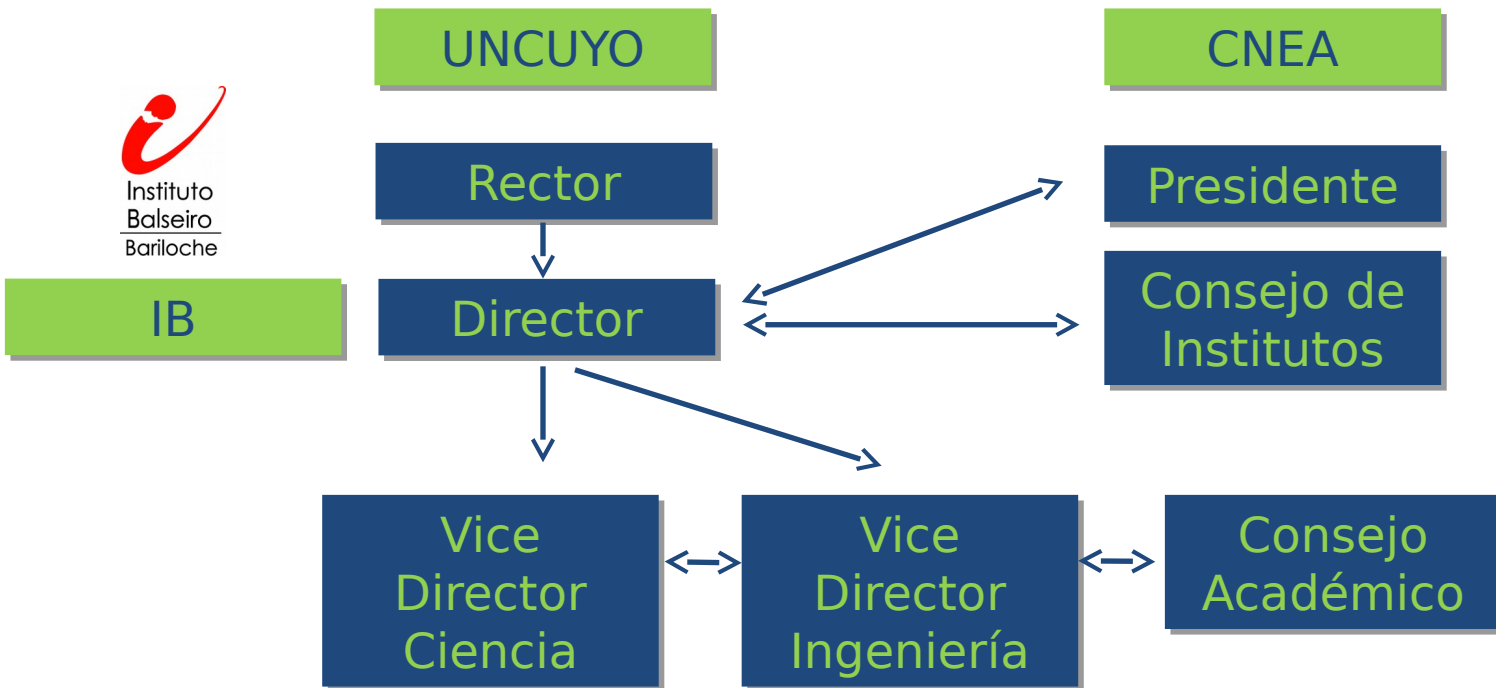 UNCUYO
CNEA
Instituto
Balseiro
Bariloche
Rector
Presidente
IB
Director
Consejo de
Institutos
Vice
Director
Ciencia
Vice
Director
Ingeniería
Consejo
Académico